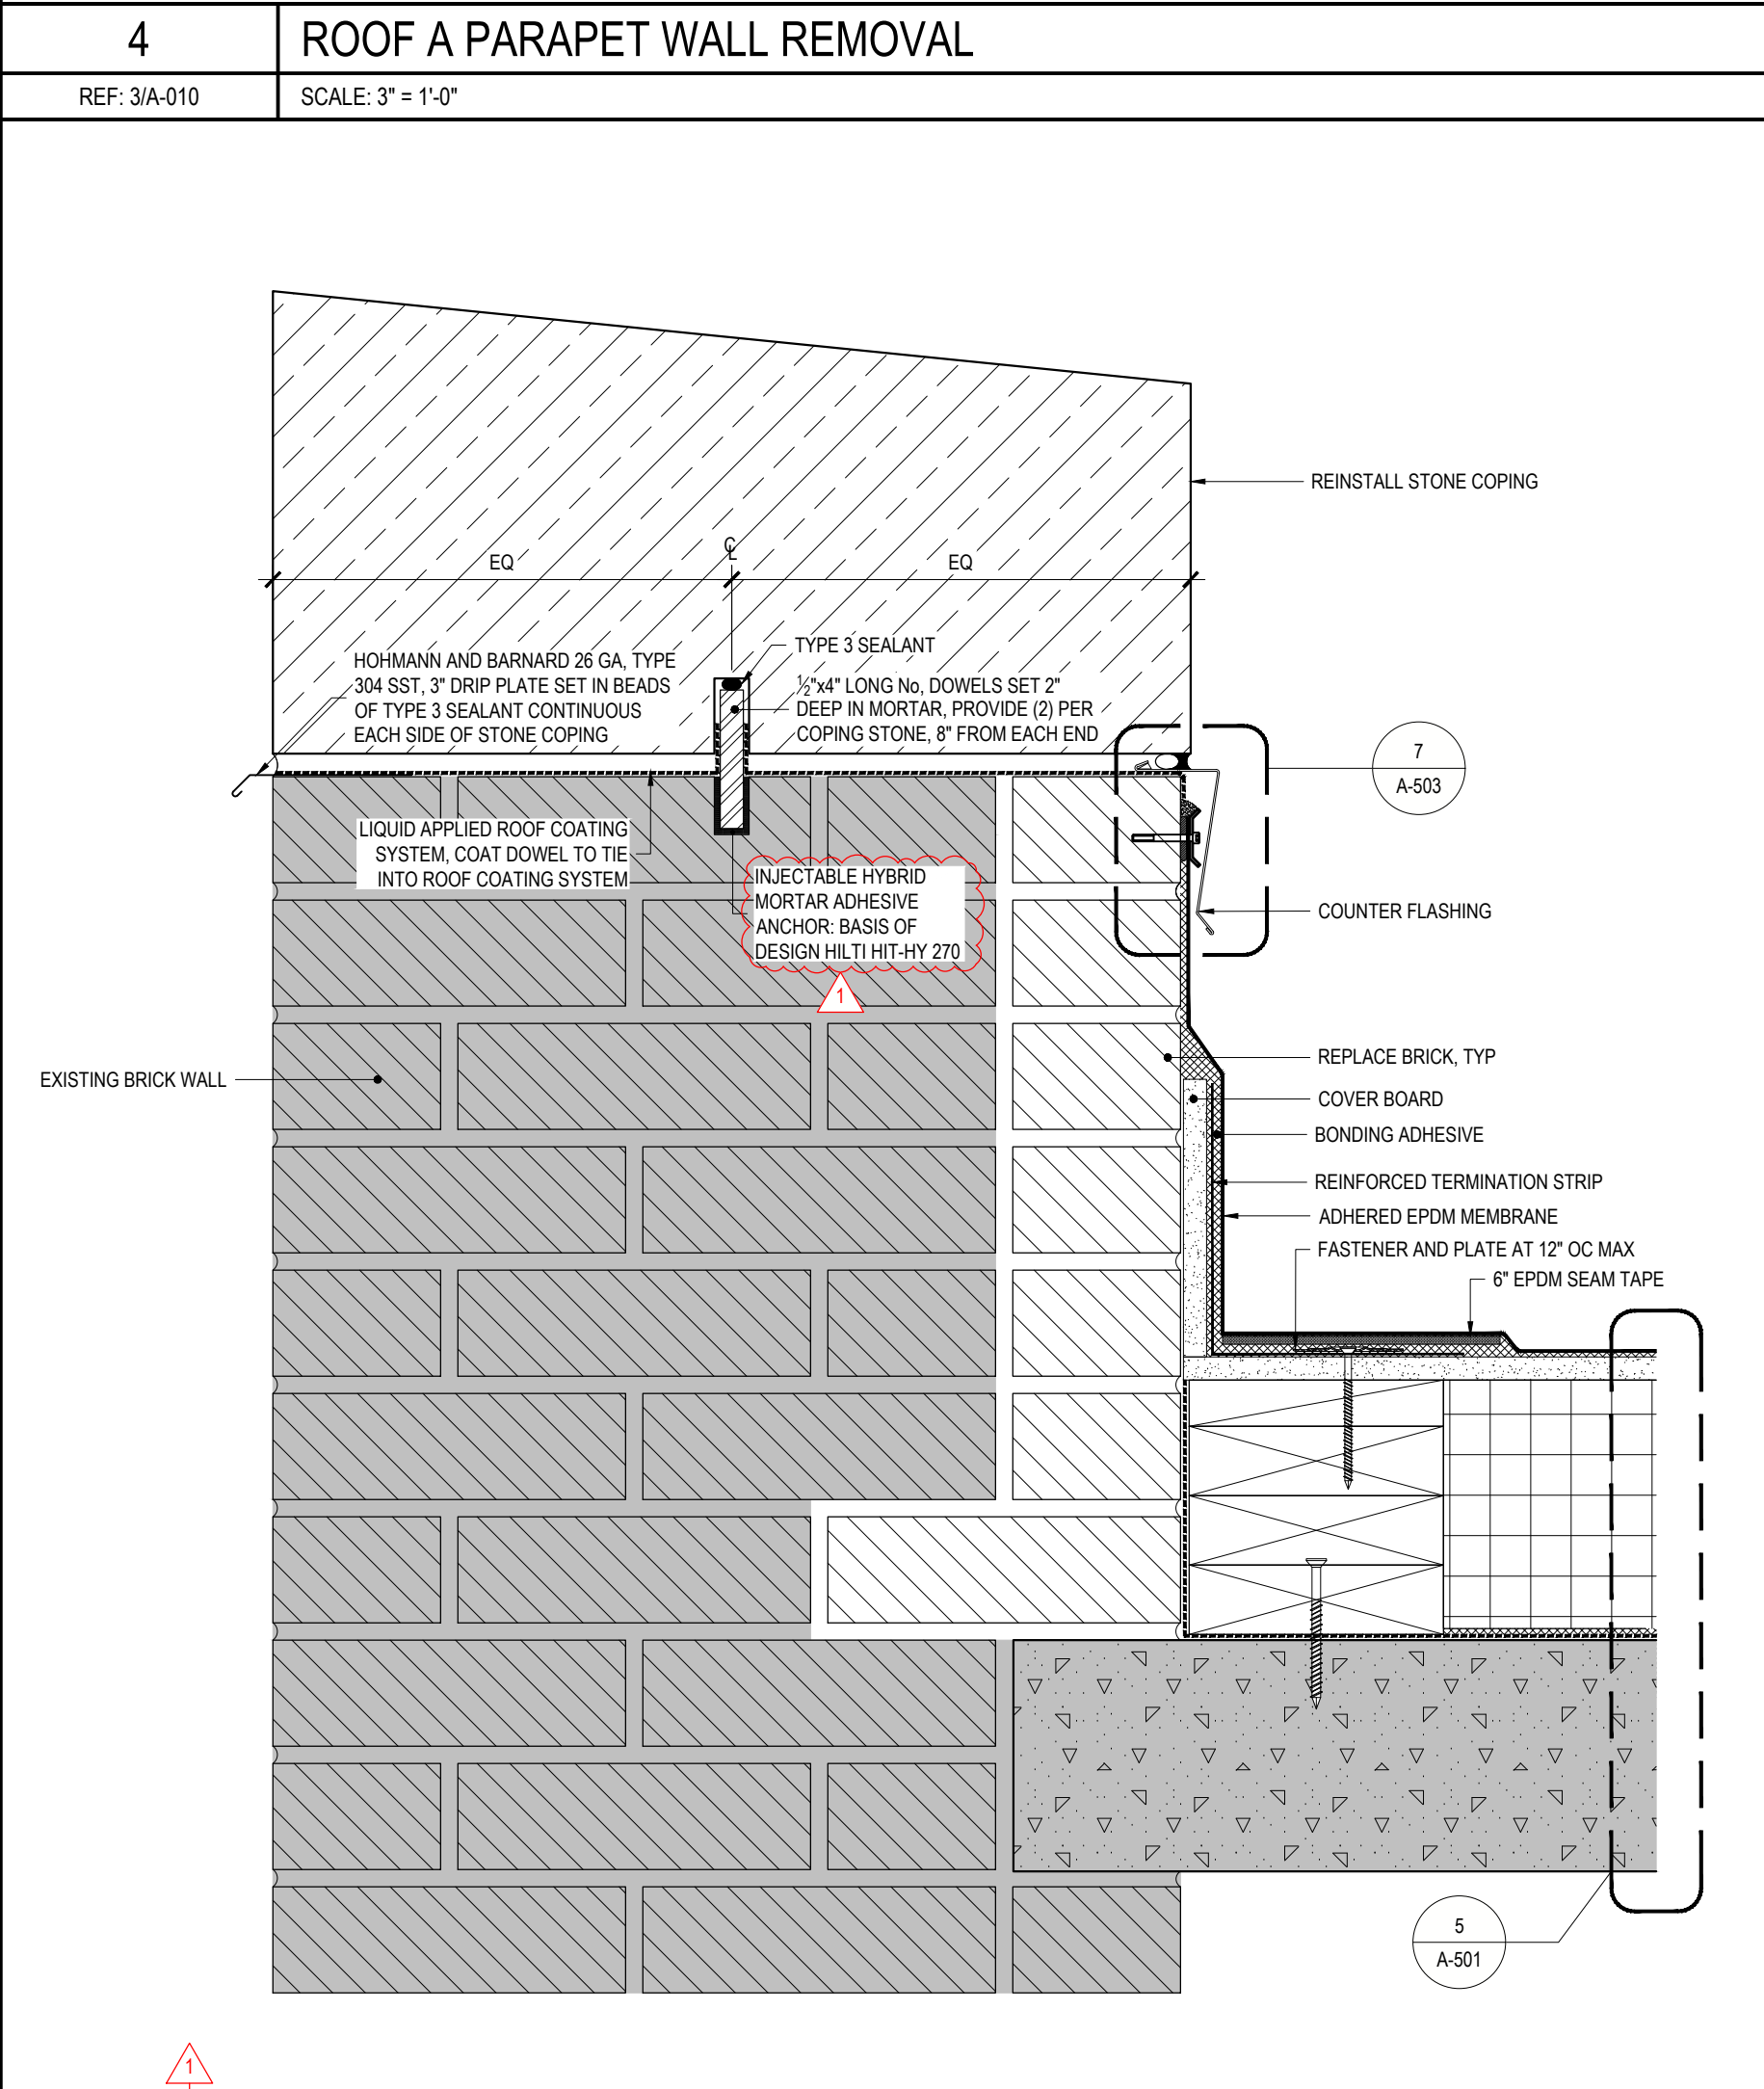 4
ROOF A PARAPET WALL REMOVAL
REF: 3/A-010
SCALE: 3" = 1'-0"
REINSTALL STONE COPING
EQ
℄
EQ
TYPE 3 SEALANT
HOHMANN AND BARNARD 26 GA, TYPE
304 SST, 3" DRIP PLATE SET IN BEADS
OF TYPE 3 SEALANT CONTINUOUS
EACH SIDE OF STONE COPING
½"x4" LONG No, DOWELS SET 2"
DEEP IN MORTAR, PROVIDE (2) PER
COPING STONE, 8" FROM EACH END
7
A-503
LIQUID APPLIED ROOF COATING
SYSTEM, COAT DOWEL TO TIE
INTO ROOF COATING SYSTEM
INJECTABLE HYBRID
MORTAR ADHESIVE
ANCHOR: BASIS OF
DESIGN HILTI HIT-HY 270
1
COUNTER FLASHING
EXISTING BRICK WALL
REPLACE BRICK, TYP
COVER BOARD
BONDING ADHESIVE
REINFORCED TERMINATION STRIP
ADHERED EPDM MEMBRANE
FASTENER AND PLATE AT 12" OC MAX
6" EPDM SEAM TAPE
5
A-501
1